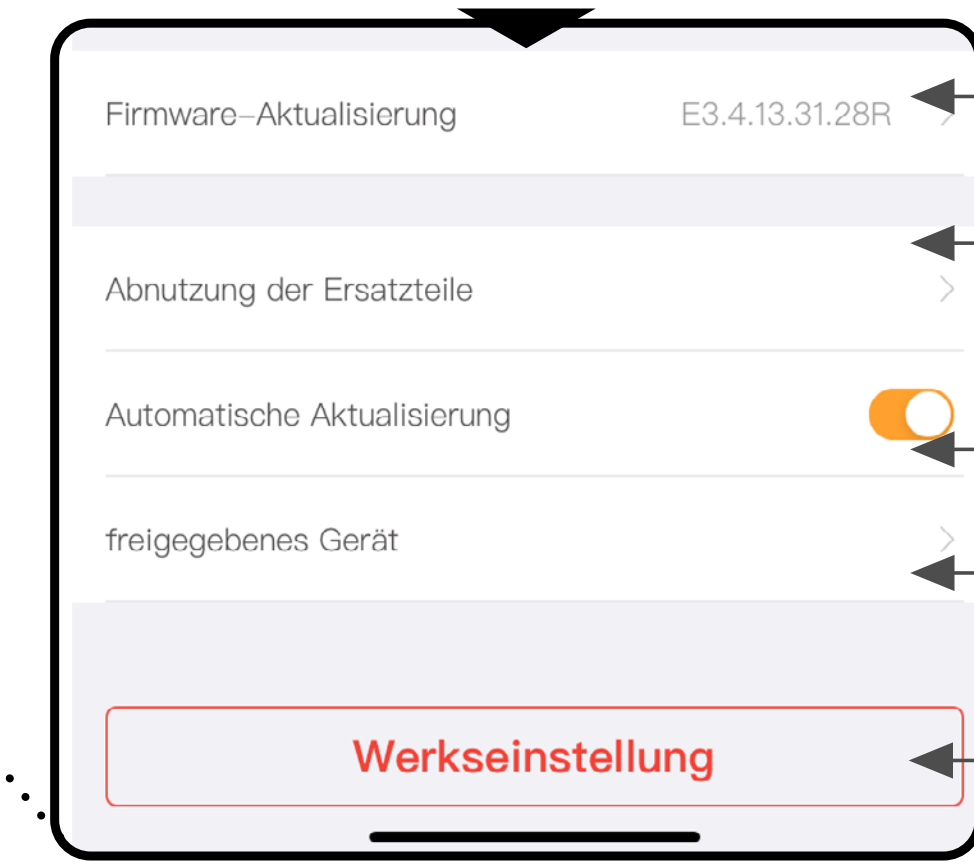 Firmware-Aktualisierung E3.4.13.31.28R
Abnutzung der Ersatzteile
Automatische Aktualisierung
freigegebenes Gerät
Werkseinstellung